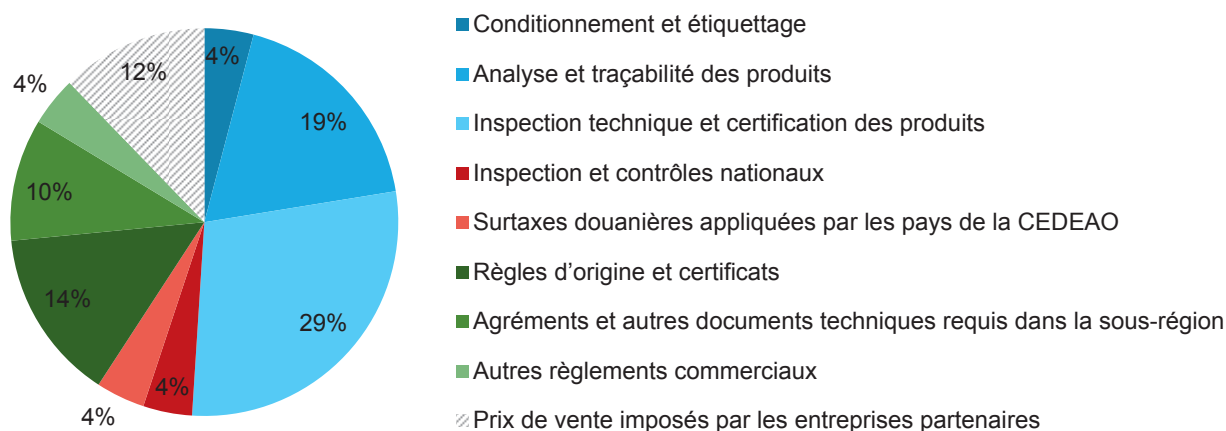 4%
19%
29%
4%
4%
14%
10%
4%
12%
Conditionnement et étiquettage
Analyse et traçabilité des produits
Inspection technique et certification des produits
Inspection et contrôles nationaux
Surtaxes douanières appliquées par les pays de la CEDEAO
Règles d’origine et certificats
Agréments et autres documents techniques requis dans la sous-région
Autres règlements commerciaux
Prix de vente imposés par les entreprises partenaires